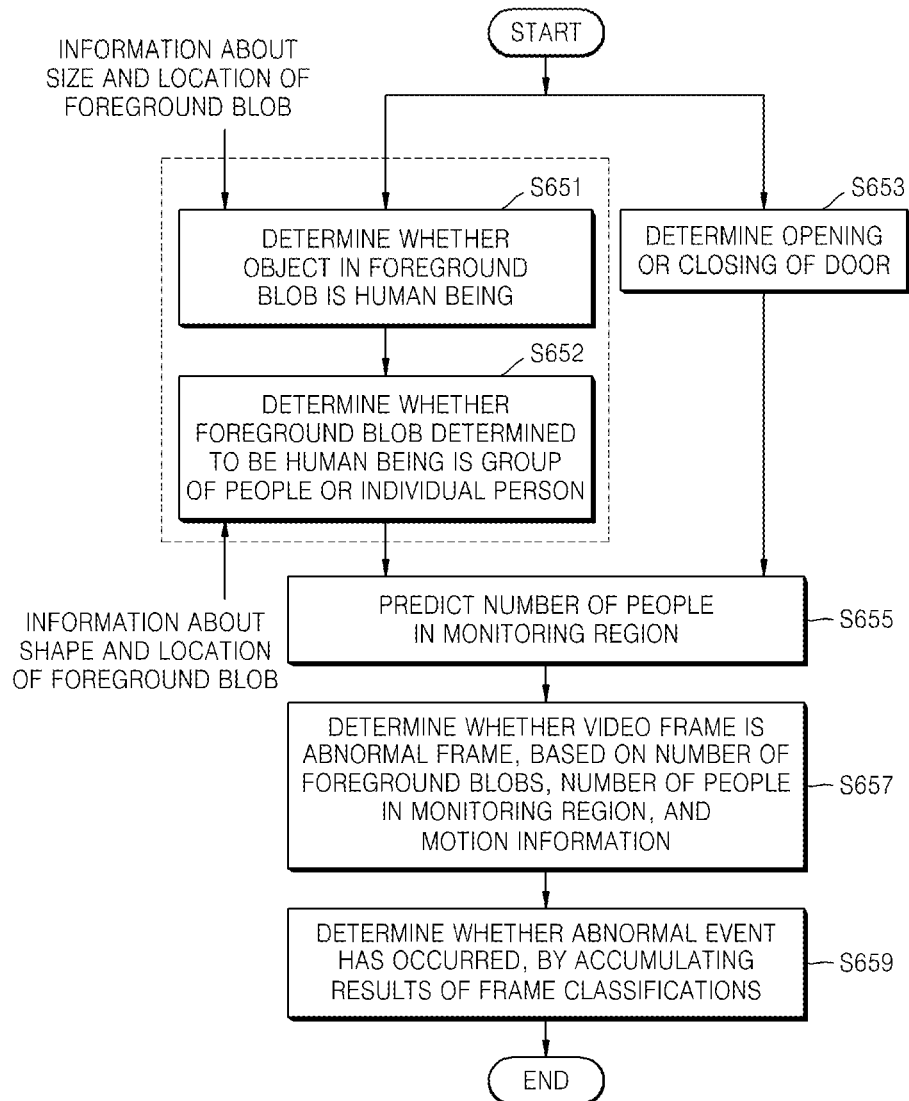 START
INFORMATION ABOUT
SIZE AND LOCATION OF
FOREGROUND BLOB
S651
DETERMINE WHETHER
OBJECT IN FOREGROUND
BLOB IS HUMAN BEING
S653
DETERMINE OPENING
OR CLOSING OF DOOR
S652
DETERMINE WHETHER
FOREGROUND BLOB DETERMINED
TO BE HUMAN BEING IS GROUP
OF PEOPLE OR INDIVIDUAL PERSON
INFORMATION ABOUT
SHAPE AND LOCATION
OF FOREGROUND BLOB
PREDICT NUMBER OF PEOPLE
IN MONITORING REGION
S655
DETERMINE WHETHER VIDEO FRAME IS
ABNORMAL FRAME, BASED ON NUMBER OF
FOREGROUND BLOBS, NUMBER OF PEOPLE
IN MONITORING REGION, AND
MOTION INFORMATION
S657
DETERMINE WHETHER ABNORMAL EVENT
HAS OCCURRED, BY ACCUMULATING
RESULTS OF FRAME CLASSIFICATIONS
S659
END